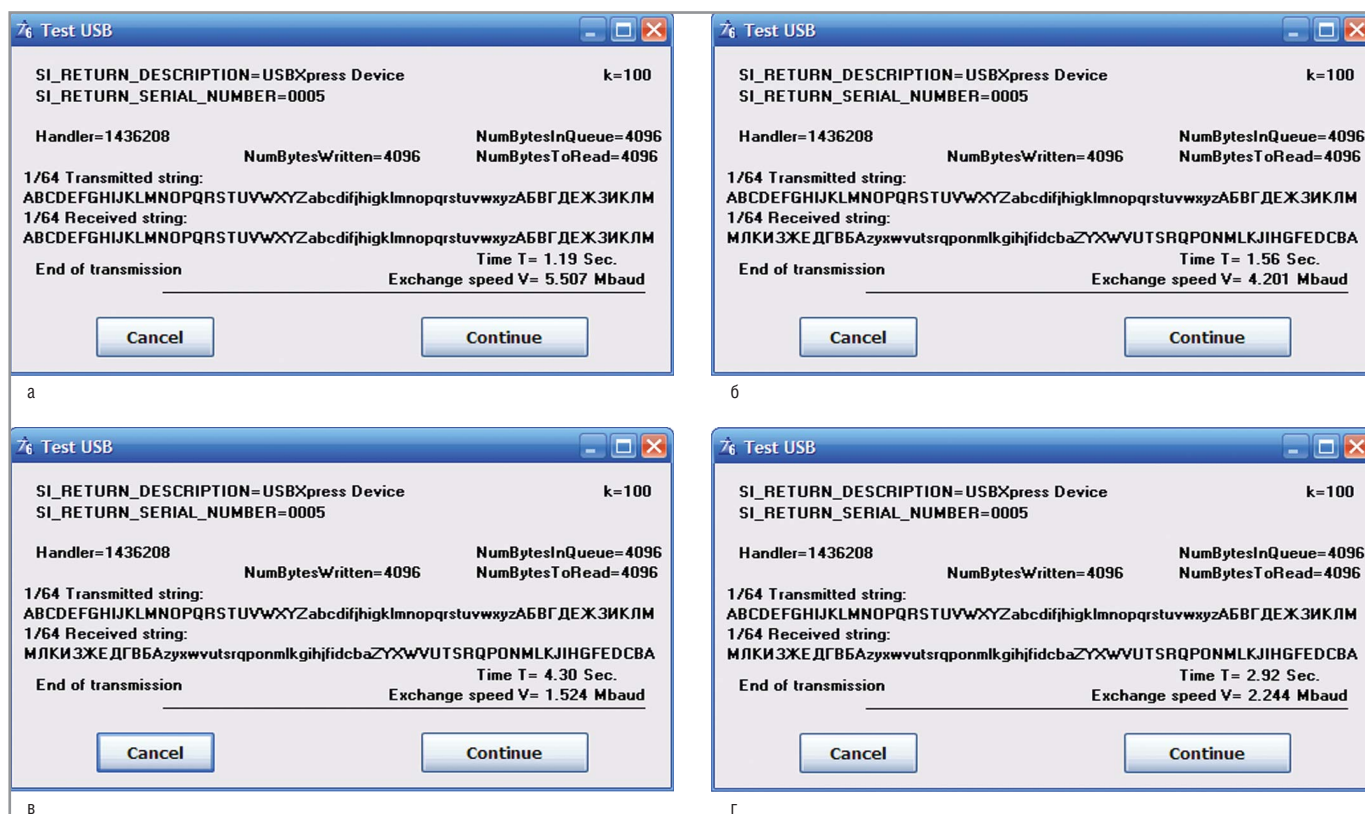 Test USB
SI_RETURN_DESCRIPTION=USBXpress Device k=100
SI_RETURN_SERIAL_NUMBER=0005
Handler=1436208 NumBytesInQueue=4096
NumBytesWritten=4096 NumBytesToRead=4096
1/64 Transmitted string:
ABCDEFGHIJKLMNOPQRSTUVWXYZabcdifjhigklmnopqrstuvwxyzАБВГДЕЖЗИКЛМ
1/64 Received string:
ABCDEFGHIJKLMNOPQRSTUVWXYZabcdifjhigklmnopqrstuvwxyzАБВГДЕЖЗИКЛМ
Time T= 1.19 Sec.
End of transmission
Exchange speed V= 5.507 Mbaud
Cancel Continue
а
Test USB
SI_RETURN_DESCRIPTION=USBXpress Device k=100
SI_RETURN_SERIAL_NUMBER=0005
Handler=1436208 NumBytesInQueue=4096
NumBytesWritten=4096 NumBytesToRead=4096
1/64 Transmitted string:
ABCDEFGHIJKLMNOPQRSTUVWXYZabcdifjhigklmnopqrstuvwxyzАБВГДЕЖЗИКЛМ
1/64 Received string:
МЛКИЗЖЕДГВБАzyxwvutsrqponmlkgihjfidcbaZYXWVUTSRQPONMLKJIHGFEDCBA
Time T= 1.56 Sec.
End of transmission
Exchange speed V= 4.201 Mbaud
Cancel Continue
б
Test USB
SI_RETURN_DESCRIPTION=USBXpress Device k=100
SI_RETURN_SERIAL_NUMBER=0005
Handler=1436208 NumBytesInQueue=4096
NumBytesWritten=4096 NumBytesToRead=4096
1/64 Transmitted string:
ABCDEFGHIJKLMNOPQRSTUVWXYZabcdifjhigklmnopqrstuvwxyzАБВГДЕЖЗИКЛМ
1/64 Received string:
МЛКИЗЖЕДГВБАzyxwvutsrqponmlkgihjfidcbaZYXWVUTSRQPONMLKJIHGFEDCBA
Time T= 4.30 Sec.
End of transmission
Exchange speed V= 1.524 Mbaud
Cancel Continue
в
Test USB
SI_RETURN_DESCRIPTION=USBXpress Device k=100
SI_RETURN_SERIAL_NUMBER=0005
Handler=1436208 NumBytesInQueue=4096
NumBytesWritten=4096 NumBytesToRead=4096
1/64 Transmitted string:
ABCDEFGHIJKLMNOPQRSTUVWXYZabcdifjhigklmnopqrstuvwxyzАБВГДЕЖЗИКЛМ
1/64 Received string:
МЛКИЗЖЕДГВБАzyxwvutsrqponmlkgihjfidcbaZYXWVUTSRQPONMLKJIHGFEDCBA
Time T= 2.92 Sec.
End of transmission
Exchange speed V= 2.244 Mbaud
Cancel Continue
г